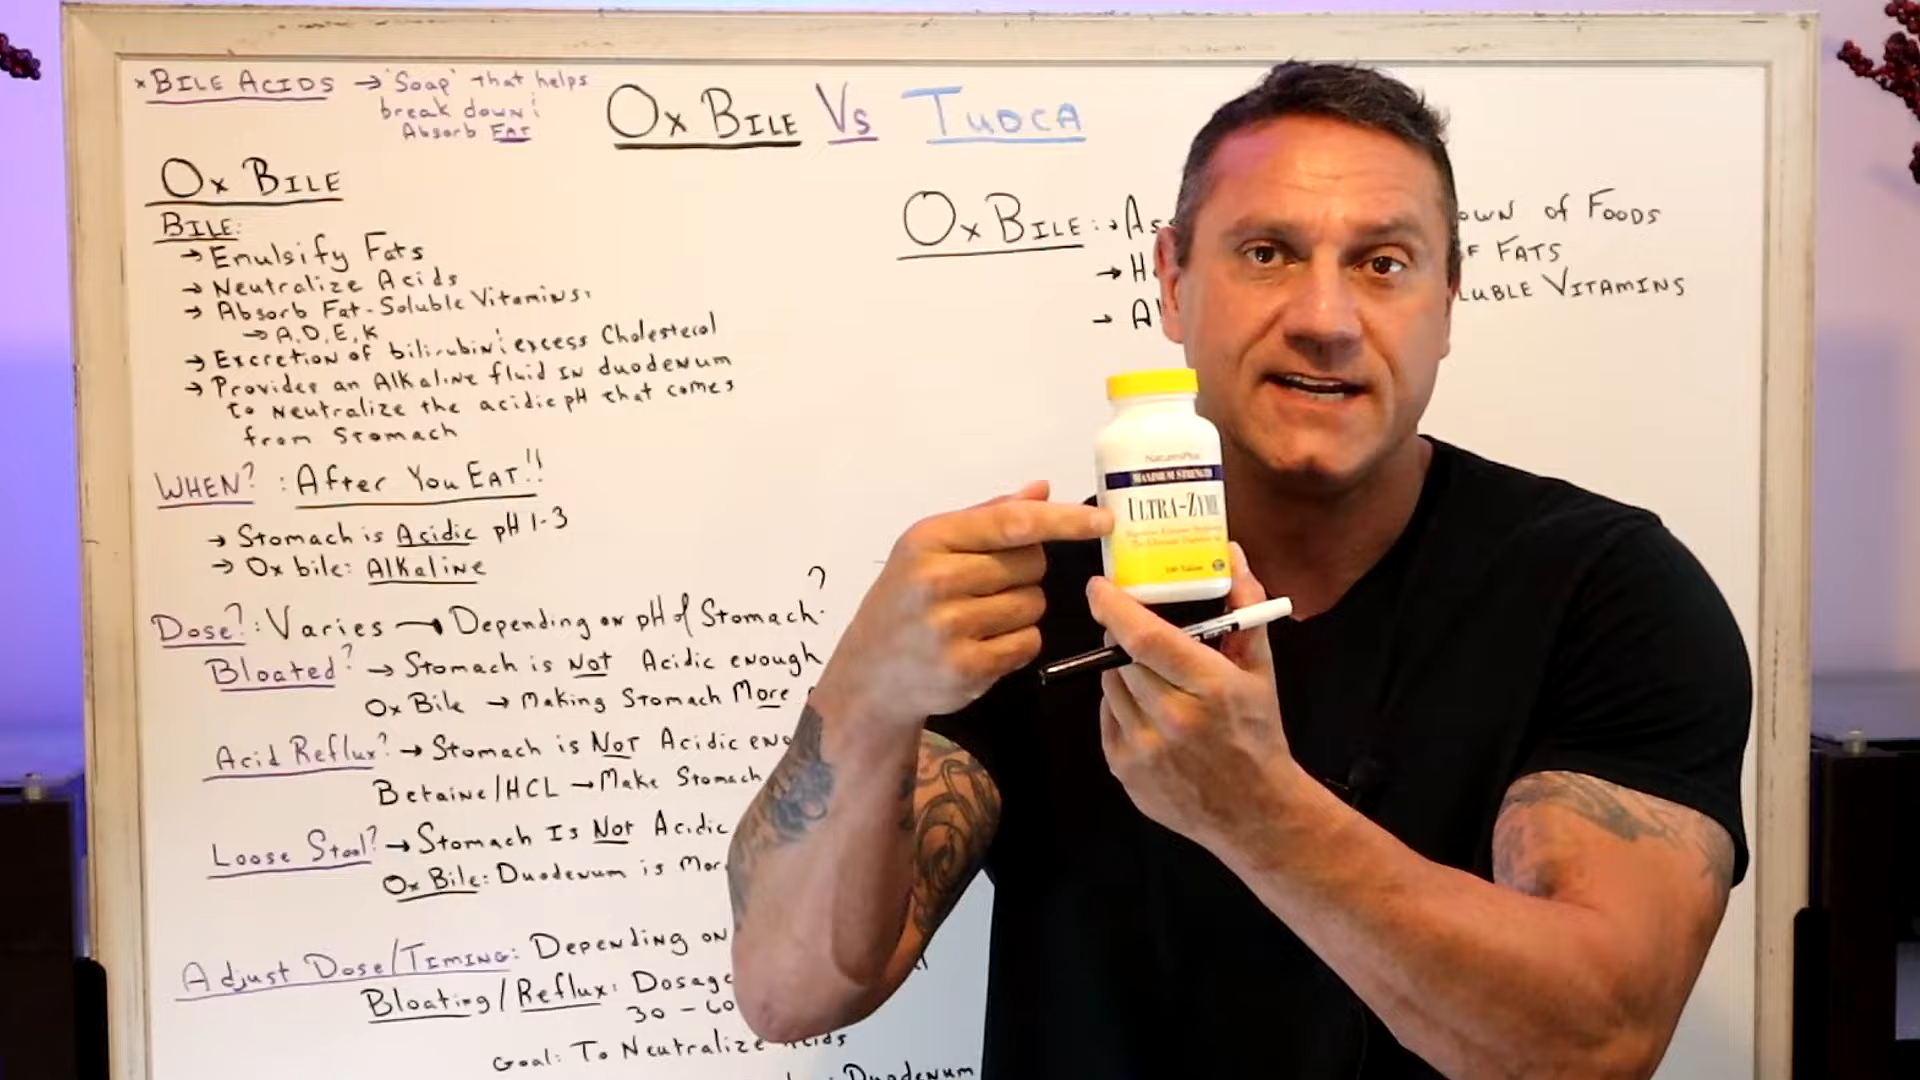 × BILE ACIDS → 'Soap' that helps
break down &
Absorb FAT
OX BILE VS TUDCA
OX BILE
BILE:
→ Emulsify Fats
→ Neutralize Acids
→ Absorb Fat-Soluble Vitamins:
→ A, D, E, K
→ Excretion of bilirubin & excess Cholesterol
→ Provides an Alkaline fluid in duodenum
to neutralize the acidic pH that comes
from Stomach
WHEN? : After You EAT!!
→ Stomach is Acidic pH 1-3
→ Ox bile: Alkaline
Dose?: Varies → Depending on pH of Stomach?
Bloated? → Stomach is Not Acidic enough
Ox Bile → Making Stomach More
Acid Reflux? → Stomach is Not Acidic
Betaine/HCL → Make Stomach
Loose Stool? → Stomach Is Not Acidic
Ox Bile: Duodenum is
Adjust Dose/Timing: Depending on
Bloating/Reflux: Dosage
30 -
Goal: To Neutralize Acids
Duodenum
OX BILE: →
OWN of FOODS
→ H
FATS
→
VITAMINS
NaturesPlus
MAXIMUM STRENGTH
ULTRA-ZYME